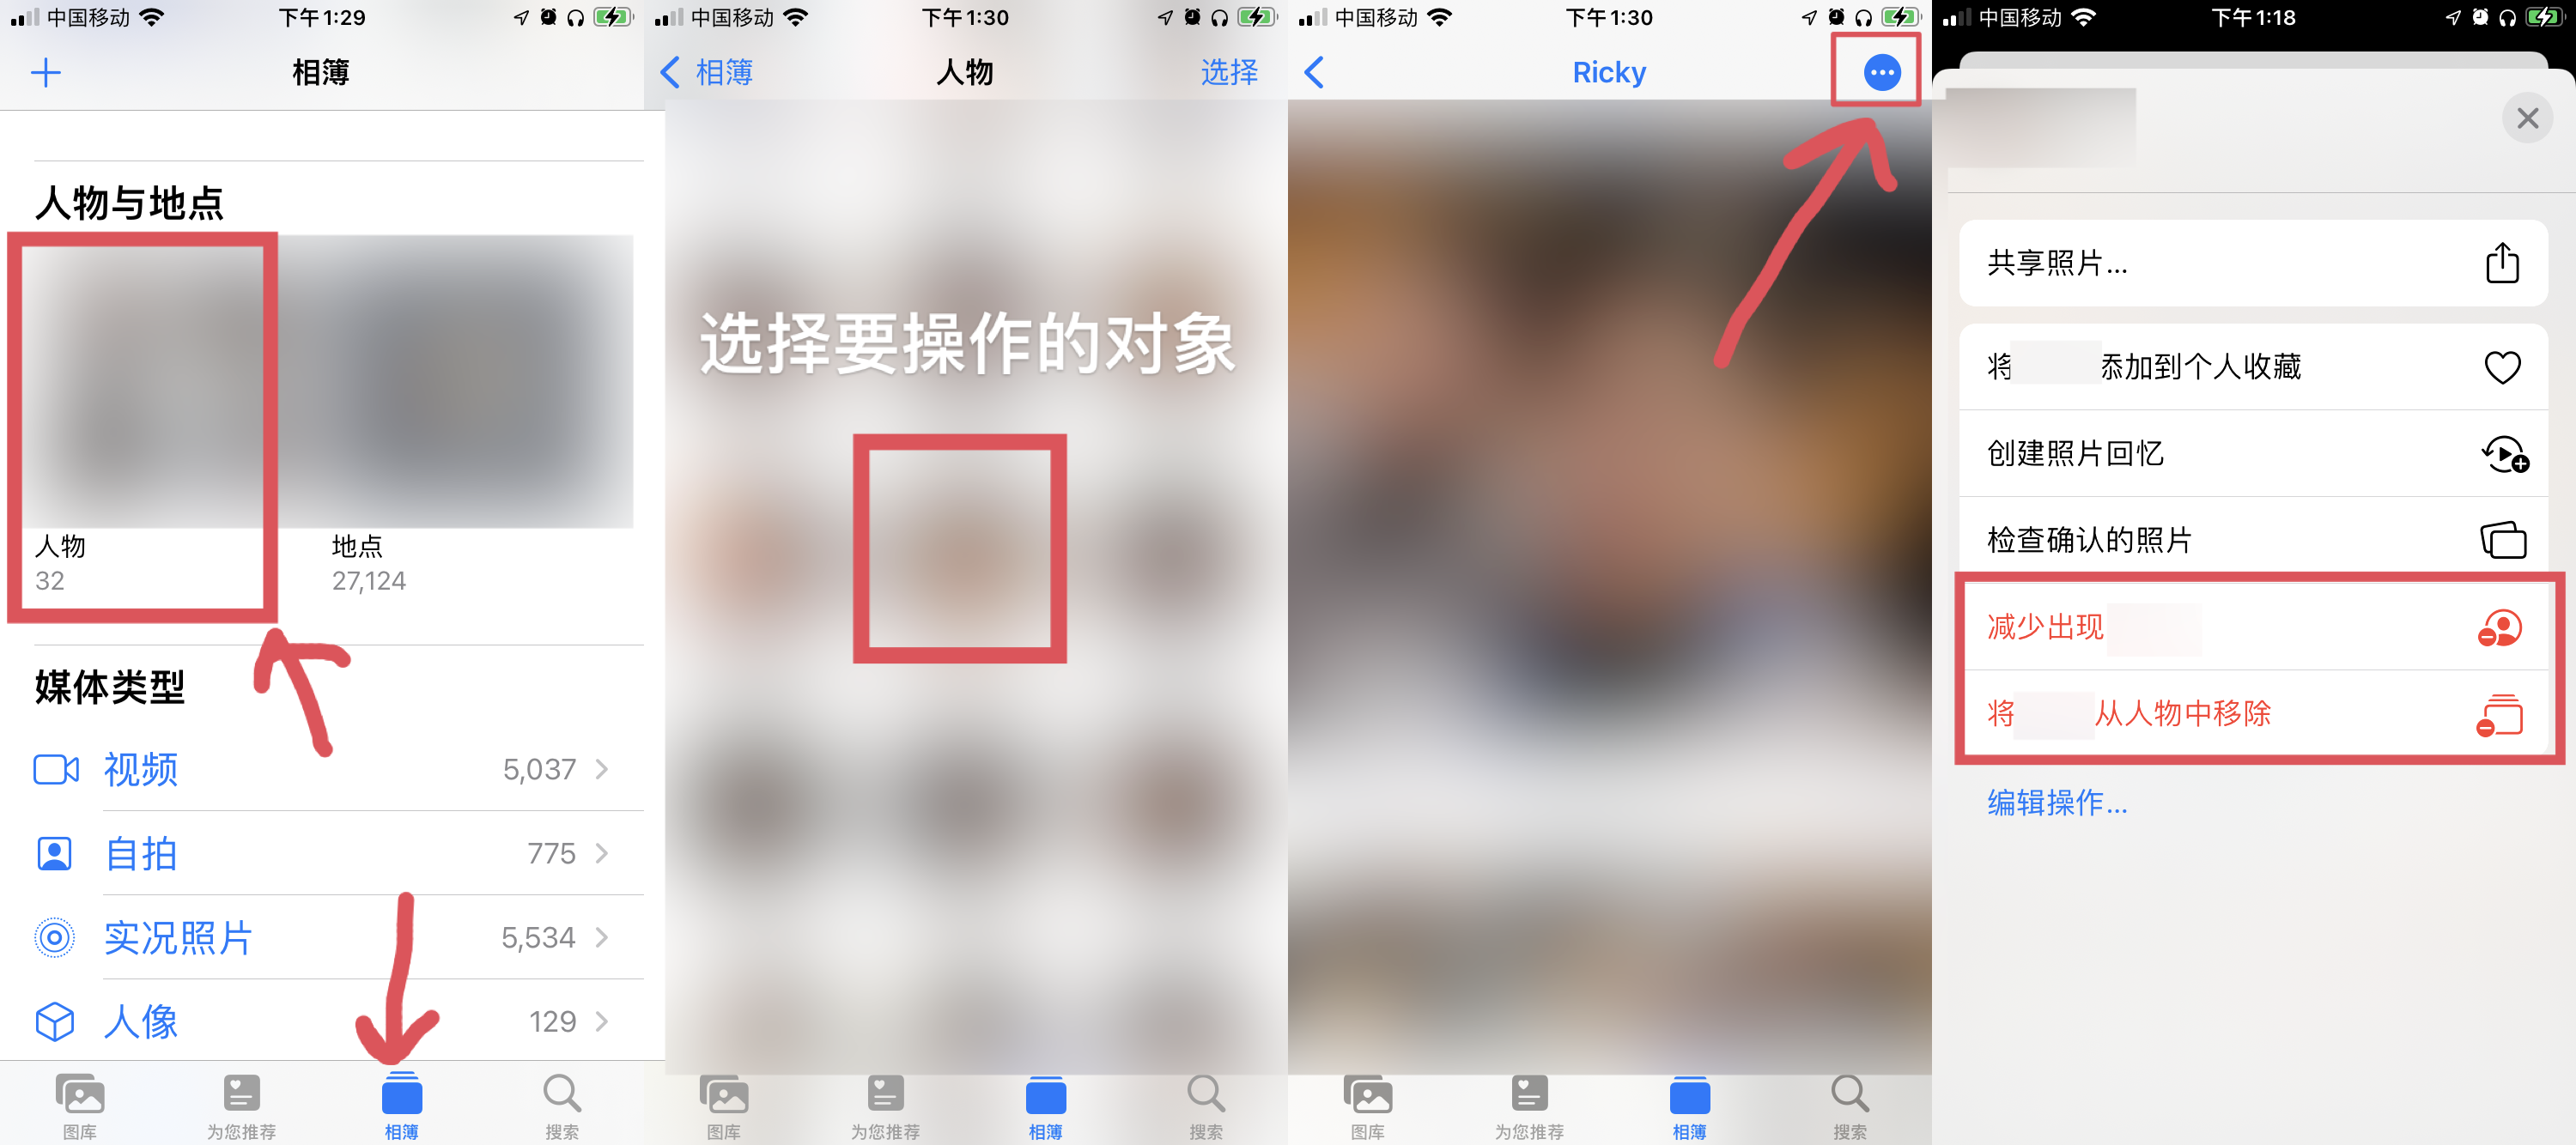 中国移动 下午1:29
相簿
人物与地点
人物
32
地点
27,124
媒体类型
视频 5,037
自拍 775
实况照片 5,534
人像 129
图库 为您推荐 相簿 搜索
中国移动 下午1:30
相簿 人物 选择
选择要操作的对象
图库 为您推荐 相簿 搜索
中国移动 下午1:30
Ricky
图库 为您推荐 相簿 搜索
中国移动 下午1:18
共享照片...
将 添加到个人收藏
创建照片回忆
检查确认的照片
减少出现
将 从人物中移除
编辑操作...